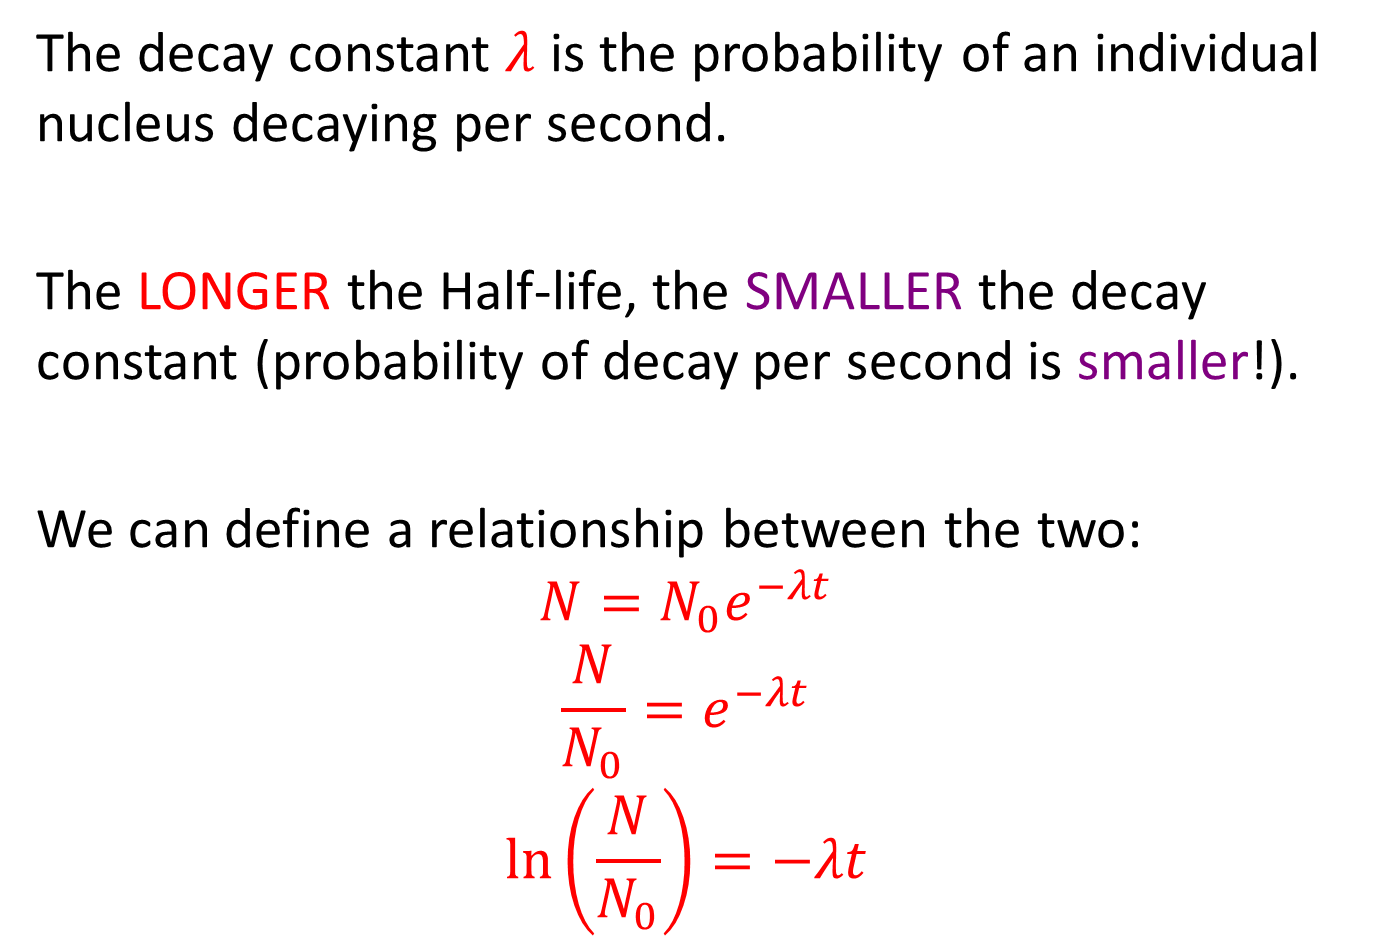 The decay constant λ is the probability of an individual
nucleus decaying per second.
The LONGER the Half-life, the SMALLER the decay
constant (probability of decay per second is smaller!).
We can define a relationship between the two:
N = N₀e^{−λt}
N/N₀ = e^{−λt}
ln(N/N₀) = −λt